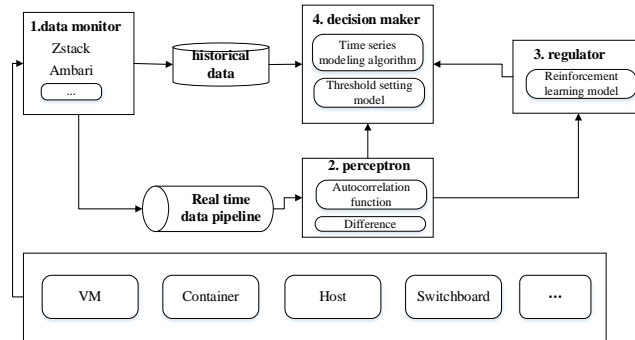 1.data monitor
Zstack
Ambari
...
historical
data
4. decision maker
Time series
modeling algorithm
Threshold setting
model
3. regulator
Reinforcement
learning model
2. perceptron
Autocorrelation
function
Difference
Real time
data pipeline
VM
Container
Host
Switchboard
...